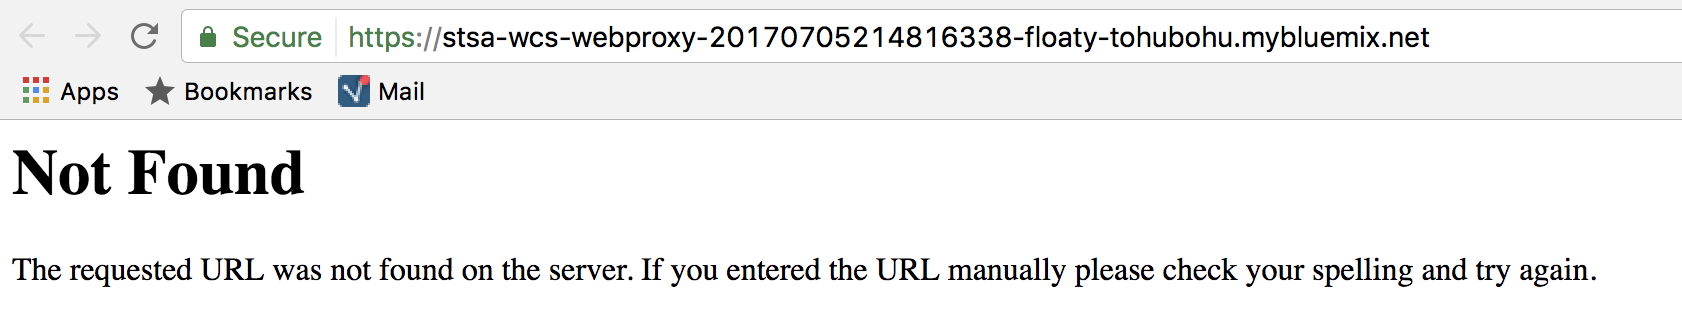 Secure https://stsa-wcs-webproxy-20170705214816338-floaty-tohubohu.mybluemix.net
Apps Bookmarks Mail
Not Found
The requested URL was not found on the server. If you entered the URL manually please check your spelling and try again.